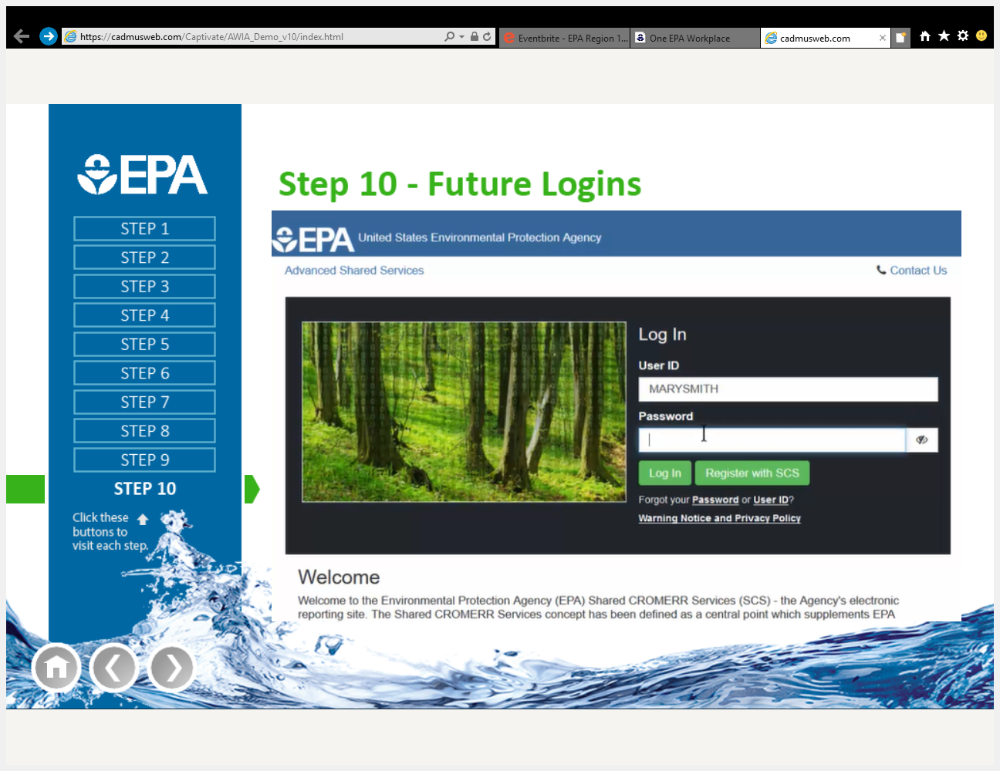 https://cadmusweb.com/Captivate/AWIA_Demo_v10/index.html
Eventbrite - EPA Region 1...
One EPA Workplace
cadmusweb.com
EPA
STEP 1
STEP 2
STEP 3
STEP 4
STEP 5
STEP 6
STEP 7
STEP 8
STEP 9
STEP 10
Click these
buttons to
visit each step.
Step 10 - Future Logins
EPA United States Environmental Protection Agency
Advanced Shared Services
Contact Us
Log In
User ID
MARYSMITH
Password
Log In
Register with SCS
Forgot your Password or User ID?
Warning Notice and Privacy Policy
Welcome
Welcome to the Environmental Protection Agency (EPA) Shared CROMERR Services (SCS) - the Agency's electronic
reporting site. The Shared CROMERR Services concept has been defined as a central point which supplements EPA